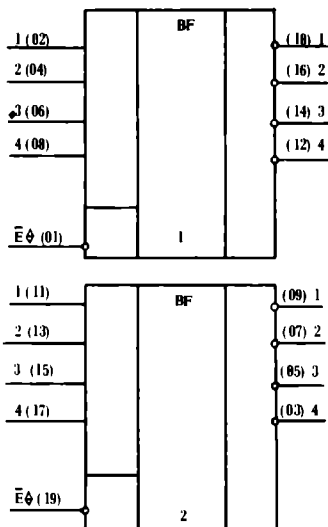 BF
1 (02) (18) 1
2 (04) (16) 2
3 (06) (14) 3
4 (08) (12) 4
E̅ (01) 1
BF
1 (11) (09) 1
2 (13) (07) 2
3 (15) (05) 3
4 (17) (03) 4
E̅ (19) 2